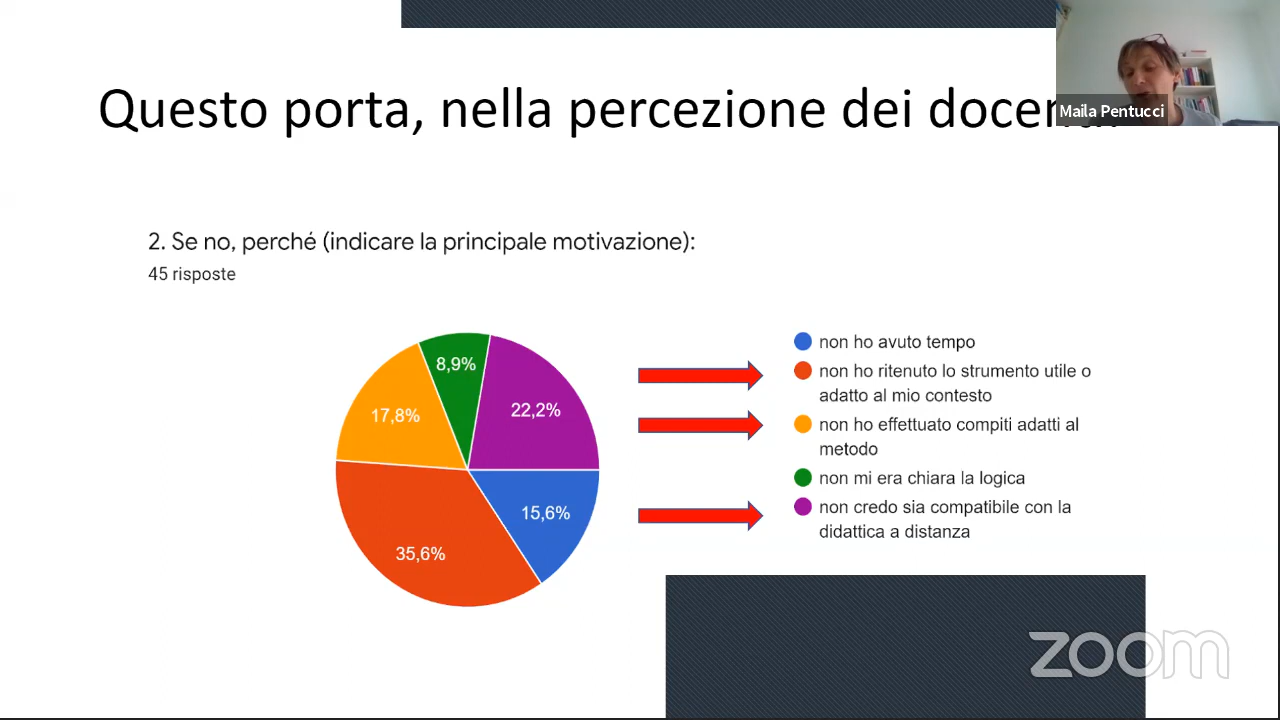 Questo porta, nella percezione dei
Maila Pentucci
2. Se no, perché (indicare la principale motivazione):
45 risposte
8,9%
22,2%
17,8%
15,6%
35,6%
non ho avuto tempo
non ho ritenuto lo strumento utile o
adatto al mio contesto
non ho effettuato compiti adatti al
metodo
non mi era chiara la logica
non credo sia compatibile con la
didattica a distanza
zoom